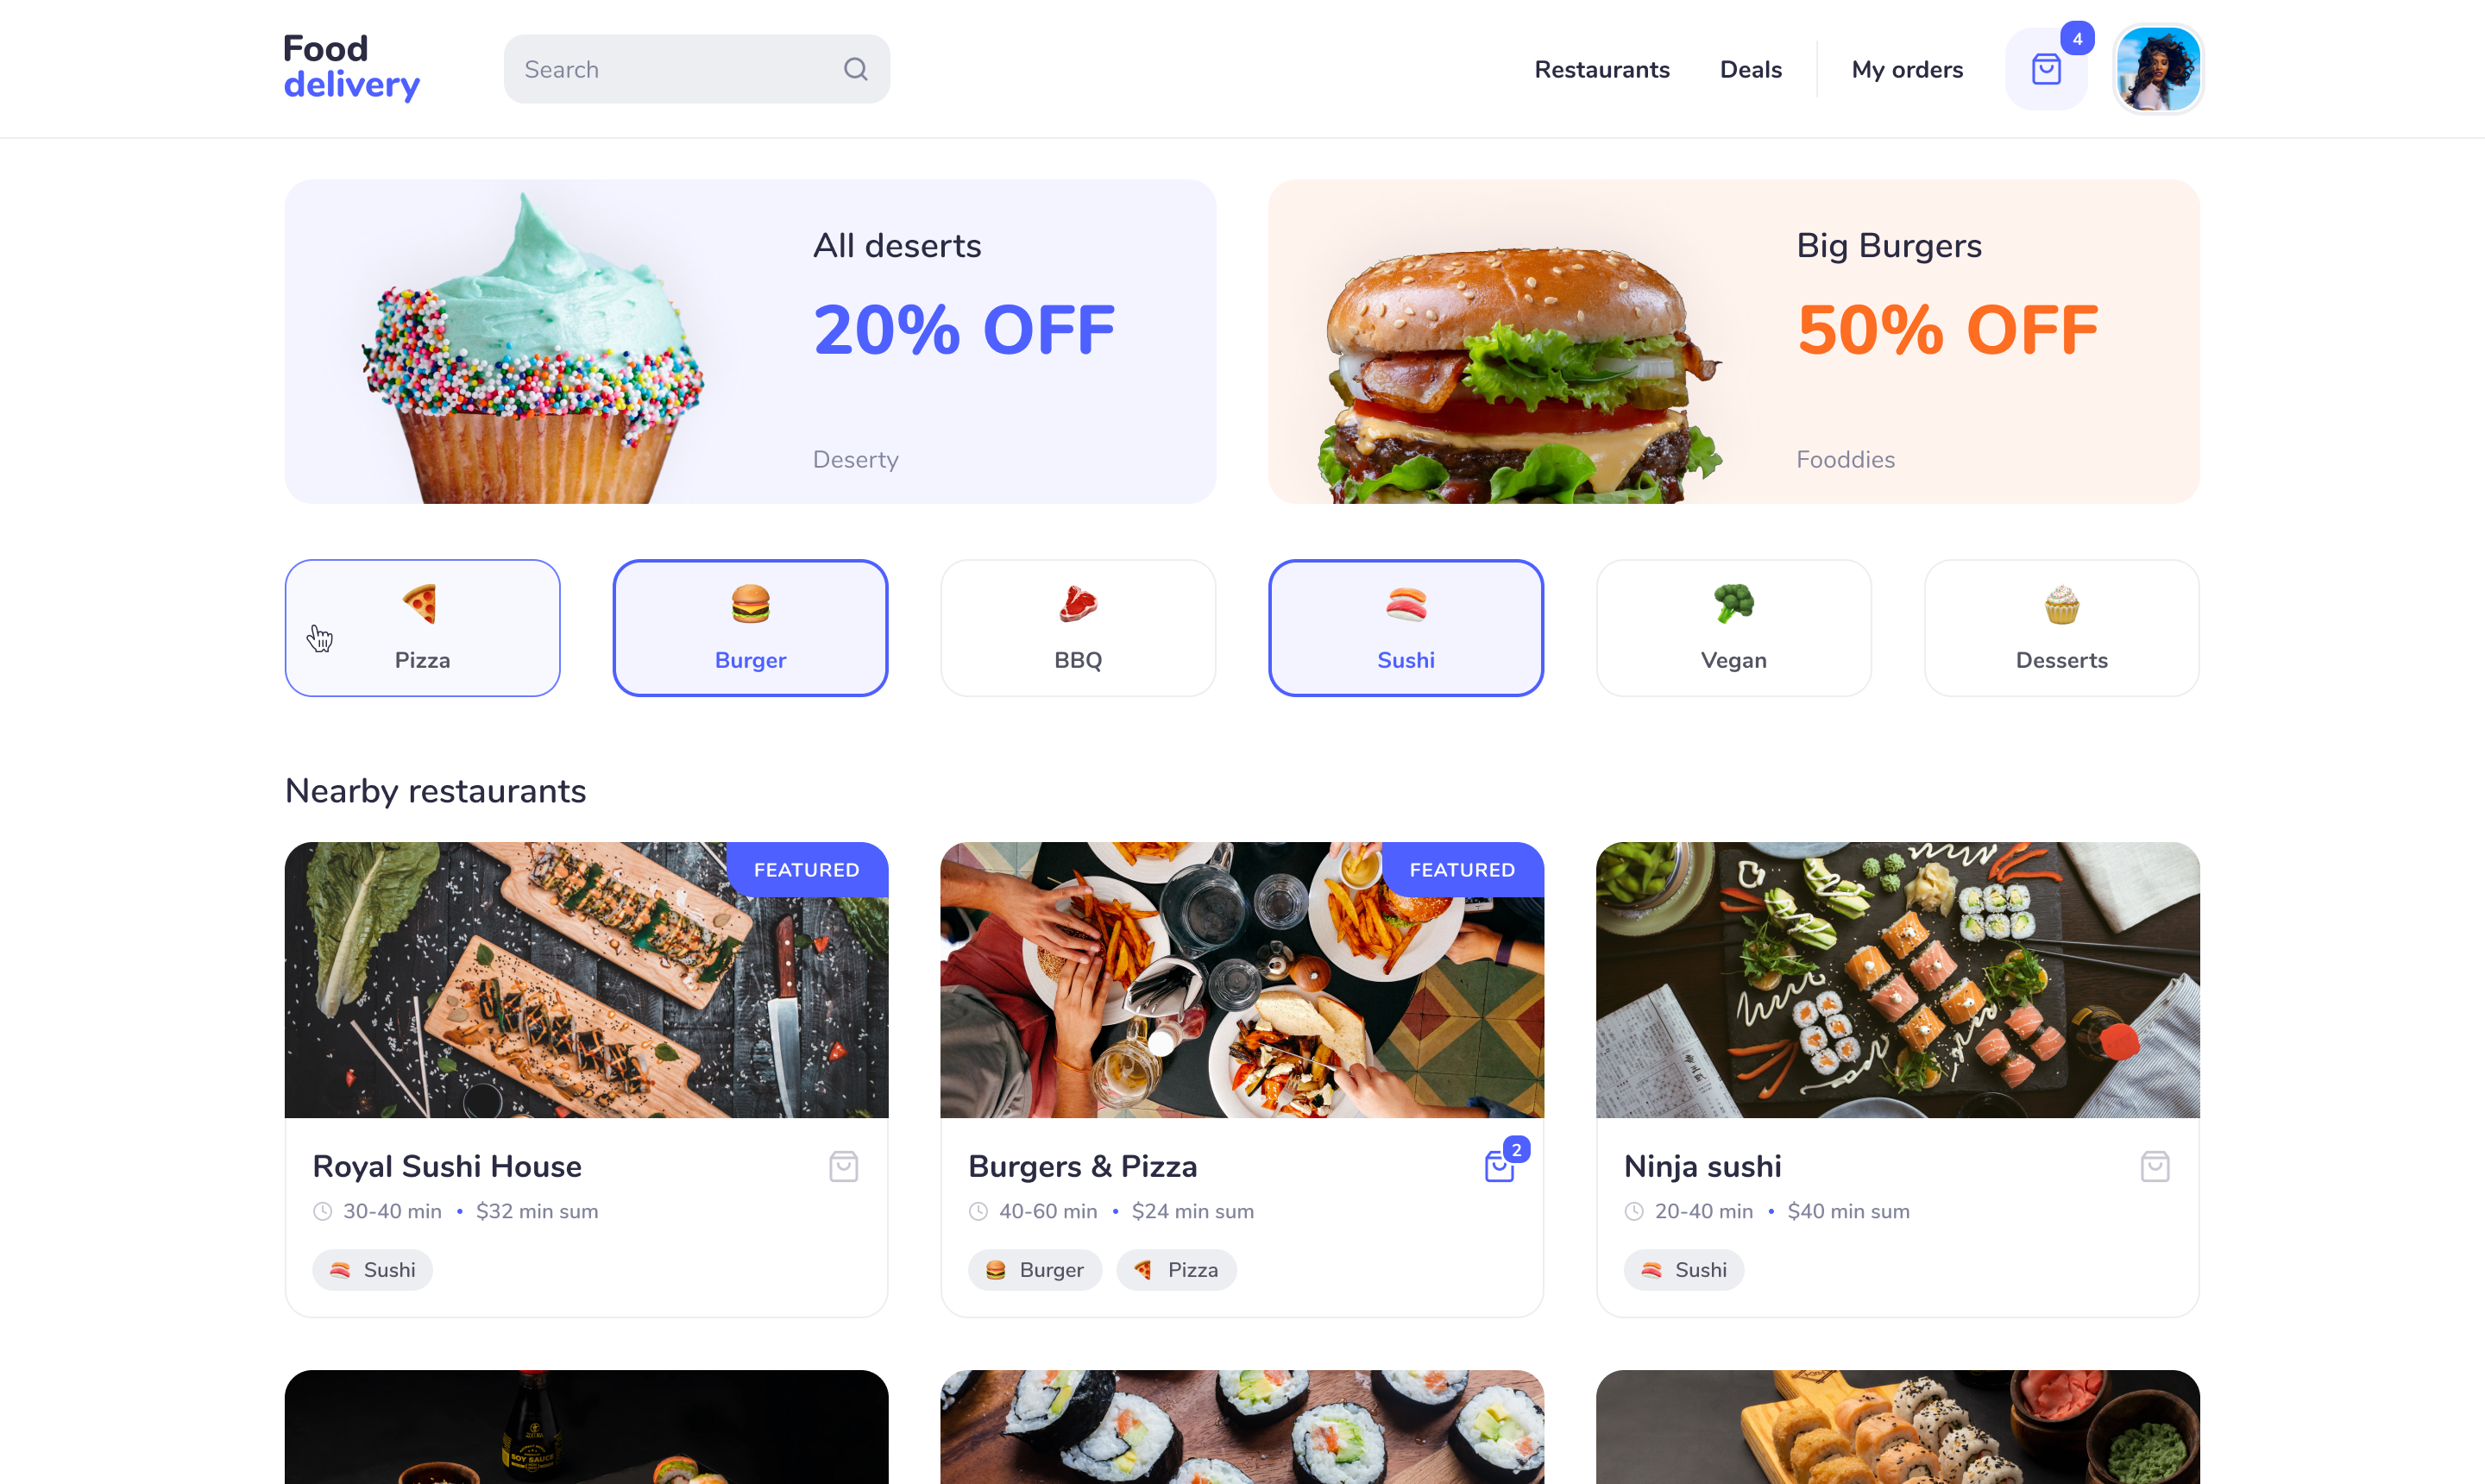 Food
delivery
Search
Restaurants
Deals
My orders
4
All deserts
20% OFF
Deserty
Big Burgers
50% OFF
Fooddies
Pizza
Burger
BBQ
Sushi
Vegan
Desserts
Nearby restaurants
FEATURED
Royal Sushi House
30-40 min • $32 min sum
Sushi
FEATURED
Burgers & Pizza
2
40-60 min • $24 min sum
Burger
Pizza
Ninja sushi
20-40 min • $40 min sum
Sushi
SOY SAUCE